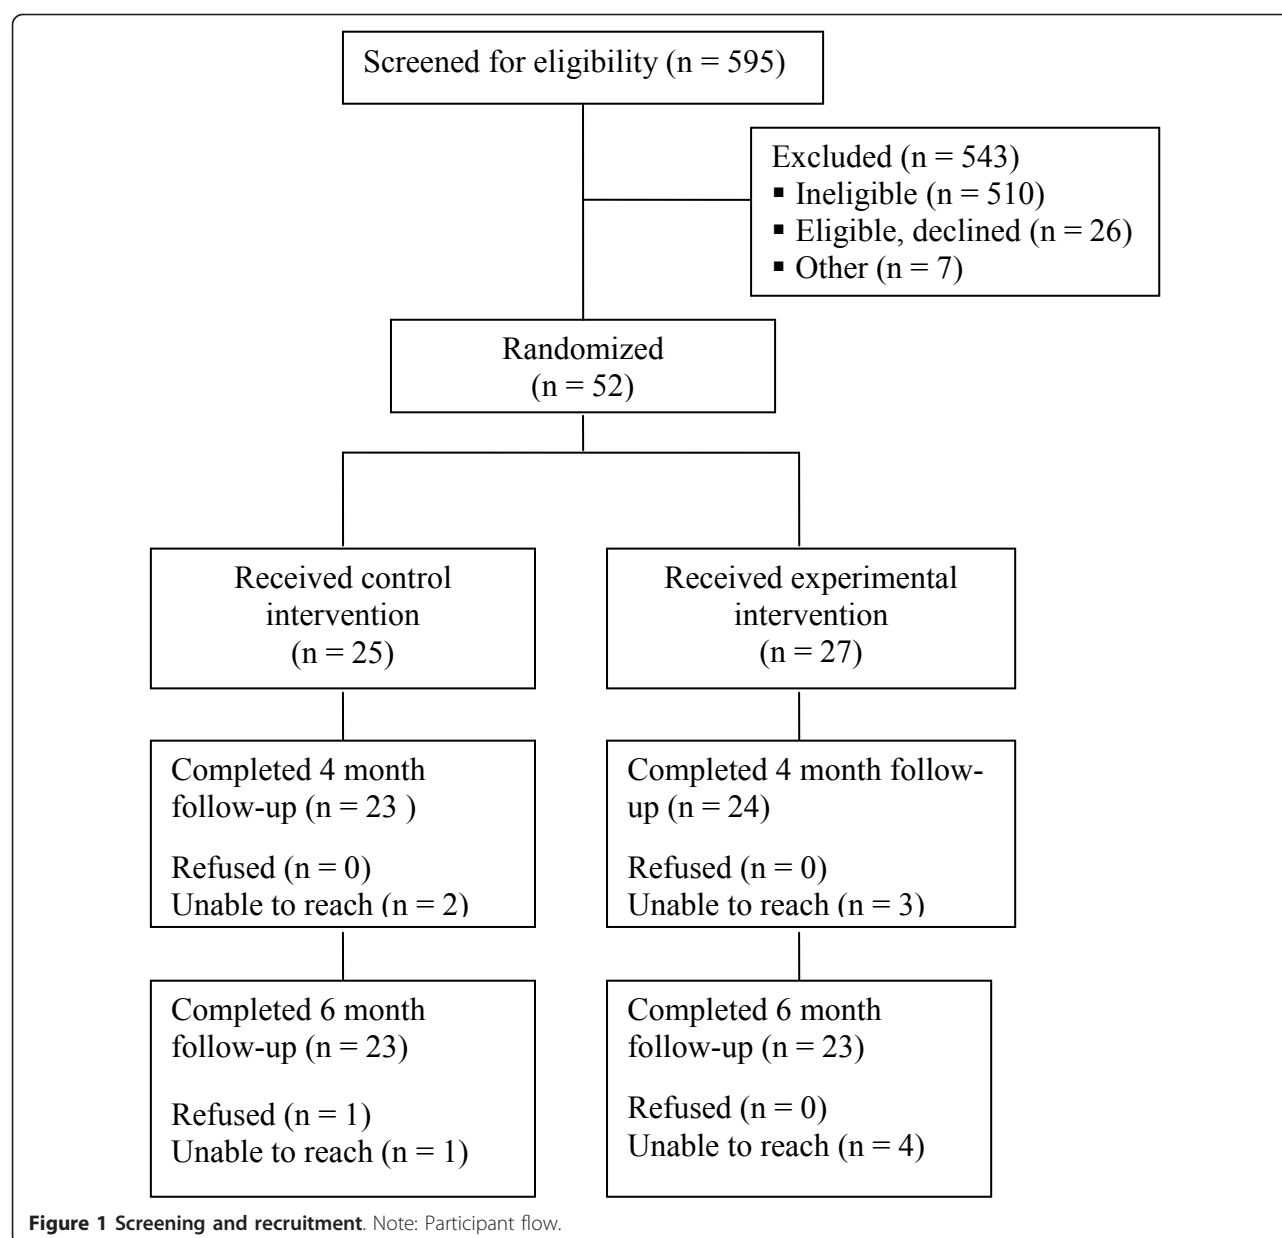 Screened for eligibility (n = 595)
Excluded (n = 543)
▪ Ineligible (n = 510)
▪ Eligible, declined (n = 26)
▪ Other (n = 7)
Randomized
(n = 52)
Received control
intervention
(n = 25)
Received experimental
intervention
(n = 27)
Completed 4 month
follow-up (n = 23 )
Refused (n = 0)
Unable to reach (n = 2)
Completed 4 month follow-
up (n = 24)
Refused (n = 0)
Unable to reach (n = 3)
Completed 6 month
follow-up (n = 23)
Refused (n = 1)
Unable to reach (n = 1)
Completed 6 month
follow-up (n = 23)
Refused (n = 0)
Unable to reach (n = 4)
Figure 1 Screening and recruitment. Note: Participant flow.